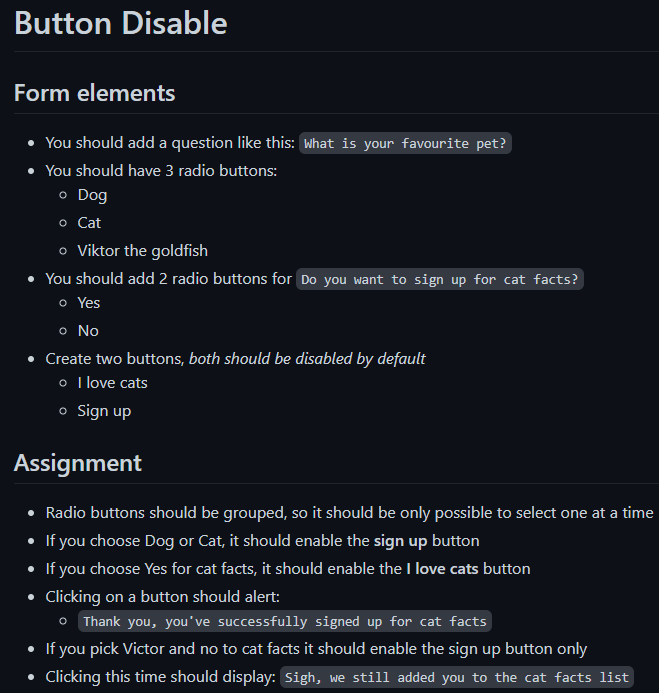 Button Disable
Form elements
You should add a question like this: What is your favourite pet?
You should have 3 radio buttons:
Dog
Cat
Viktor the goldfish
You should add 2 radio buttons for Do you want to sign up for cat facts?
Yes
No
Create two buttons, both should be disabled by default
I love cats
Sign up
Assignment
Radio buttons should be grouped, so it should be only possible to select one at a time
If you choose Dog or Cat, it should enable the sign up button
If you choose Yes for cat facts, it should enable the I love cats button
Clicking on a button should alert:
Thank you, you've successfully signed up for cat facts
If you pick Victor and no to cat facts it should enable the sign up button only
Clicking this time should display: Sigh, we still added you to the cat facts list